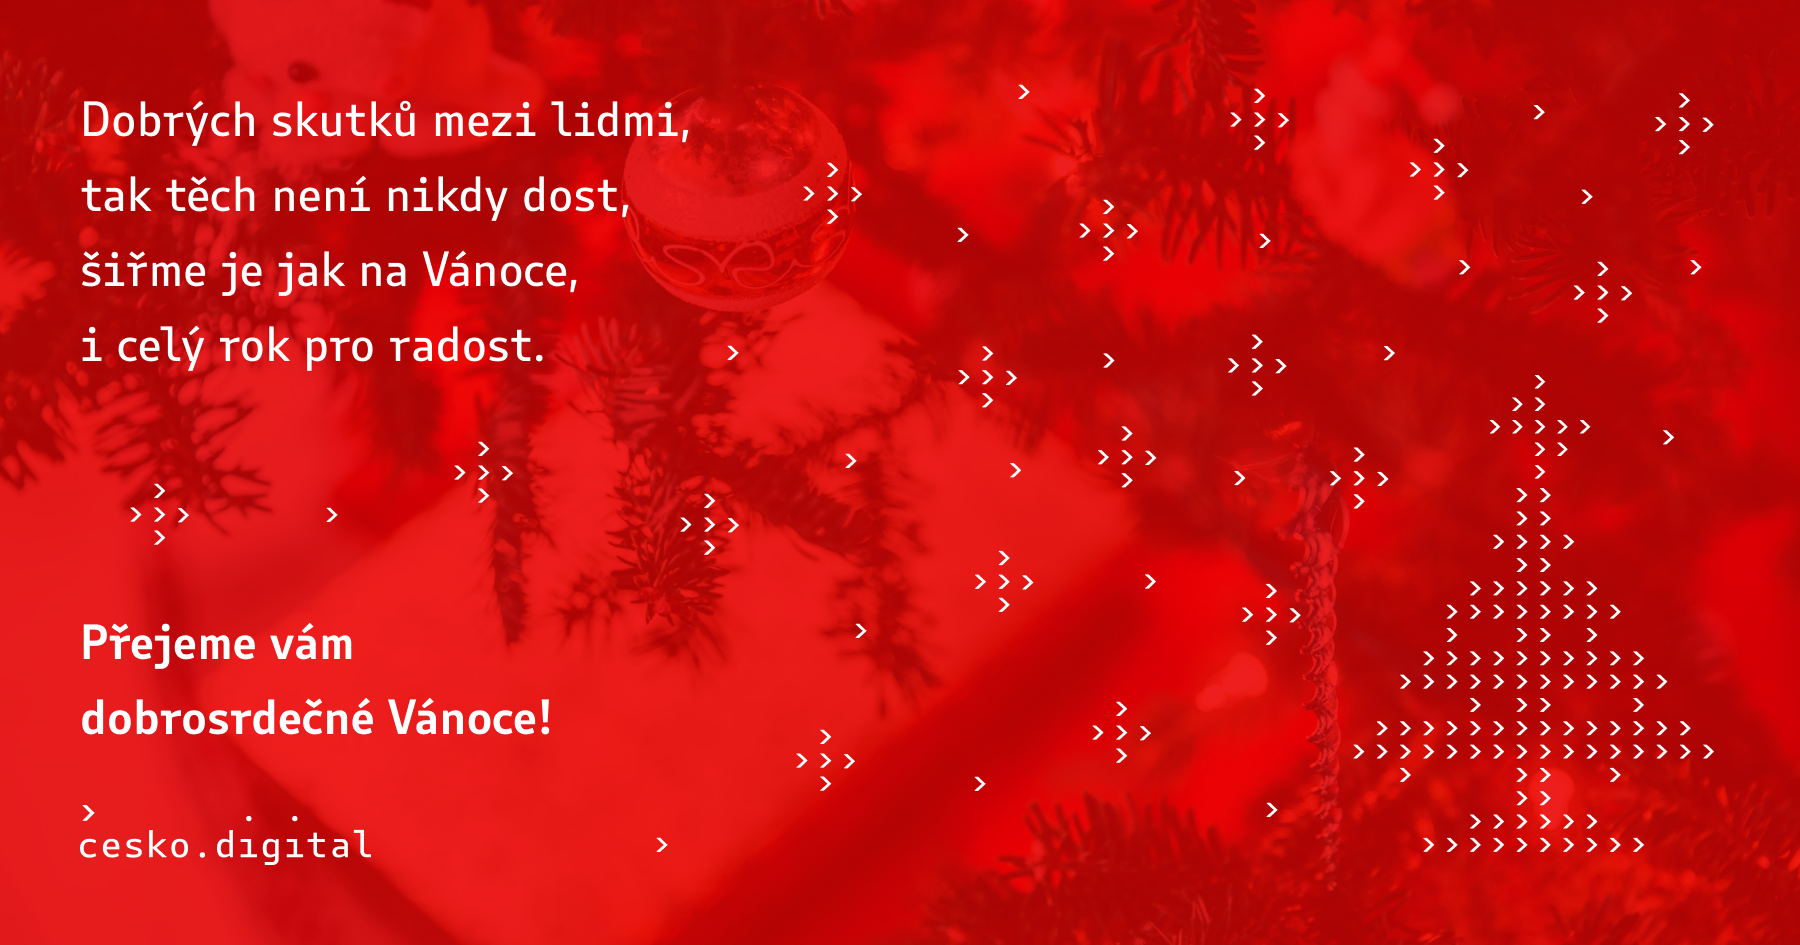 Dobrých skutků mezi lidmi,
tak těch není nikdy dost,
šiřme je jak na Vánoce,
i celý rok pro radost.
Přejeme vám
dobrosrdečné Vánoce!
cesko.digital